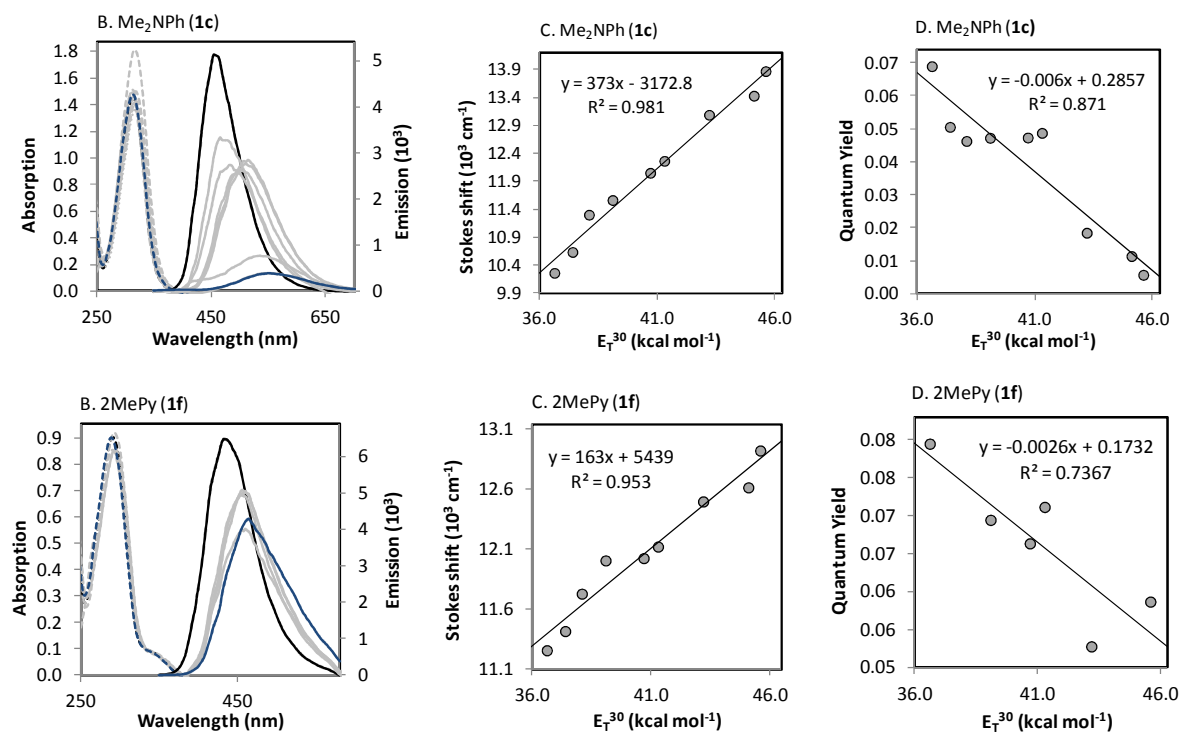 B. Me₂NPh (1c)
1.8
1.6
1.4
1.2
1.0
0.8
0.6
0.4
0.2
0.0
Absorption
5
4
3
2
1
0
Emission (10³)
250
450
650
Wavelength (nm)
C. Me₂NPh (1c)
y = 373x - 3172.8
R² = 0.981
13.9
13.4
12.9
12.4
11.9
11.4
10.9
10.4
9.9
Stokes shift (10³ cm⁻¹)
36.0
41.0
46.0
E_T³⁰ (kcal mol⁻¹)
D. Me₂NPh (1c)
y = -0.006x + 0.2857
R² = 0.871
0.07
0.06
0.05
0.04
0.03
0.02
0.01
0.00
Quantum Yield
36.0
41.0
46.0
E_T³⁰ (kcal mol⁻¹)
B. 2MePy (1f)
0.9
0.8
0.7
0.6
0.5
0.4
0.3
0.2
0.1
0.0
Absorption
6
5
4
3
2
1
0
Emission (10³)
250
450
Wavelength (nm)
C. 2MePy (1f)
y = 163x + 5439
R² = 0.953
13.1
12.6
12.1
11.6
11.1
Stokes shift (10³ cm⁻¹)
36.0
41.0
46.0
E_T³⁰ (kcal mol⁻¹)
D. 2MePy (1f)
y = -0.0026x + 0.1732
R² = 0.7367
0.08
0.08
0.07
0.07
0.06
0.06
0.05
Quantum Yield
36.0
41.0
46.0
E_T³⁰ (kcal mol⁻¹)